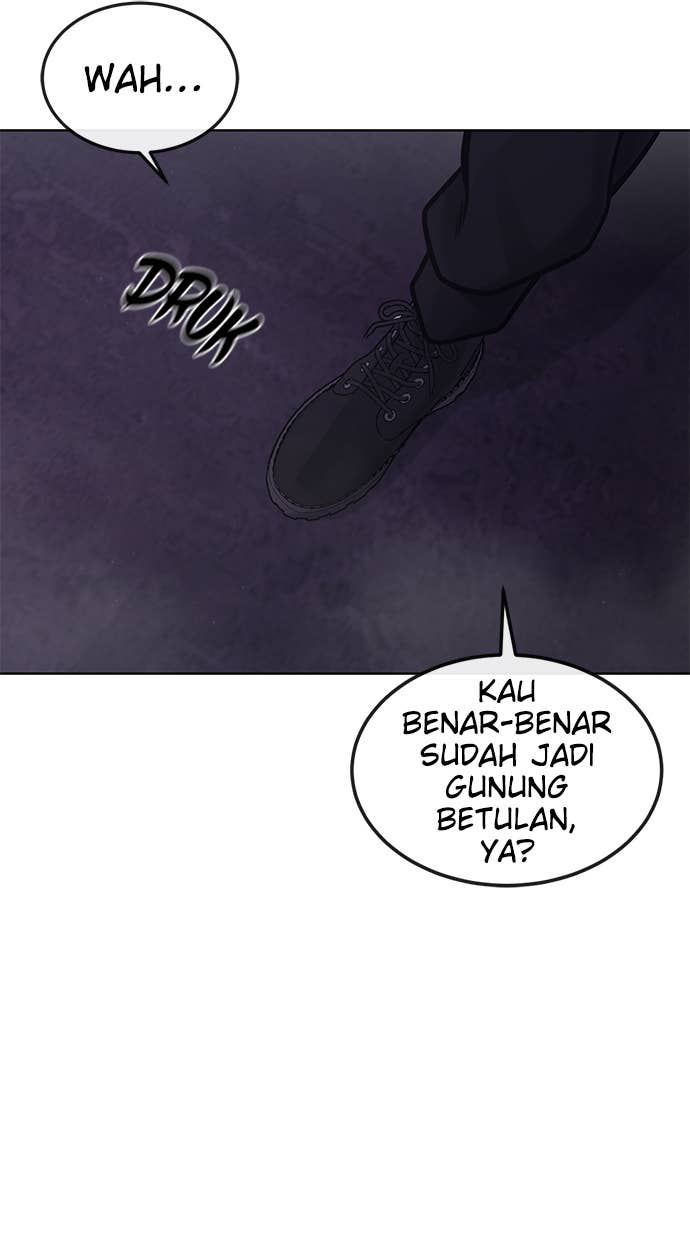 WAH...
DRUK
KAU
BENAR-BENAR
SUDAH JADI
GUNUNG
BETULAN,
YA?